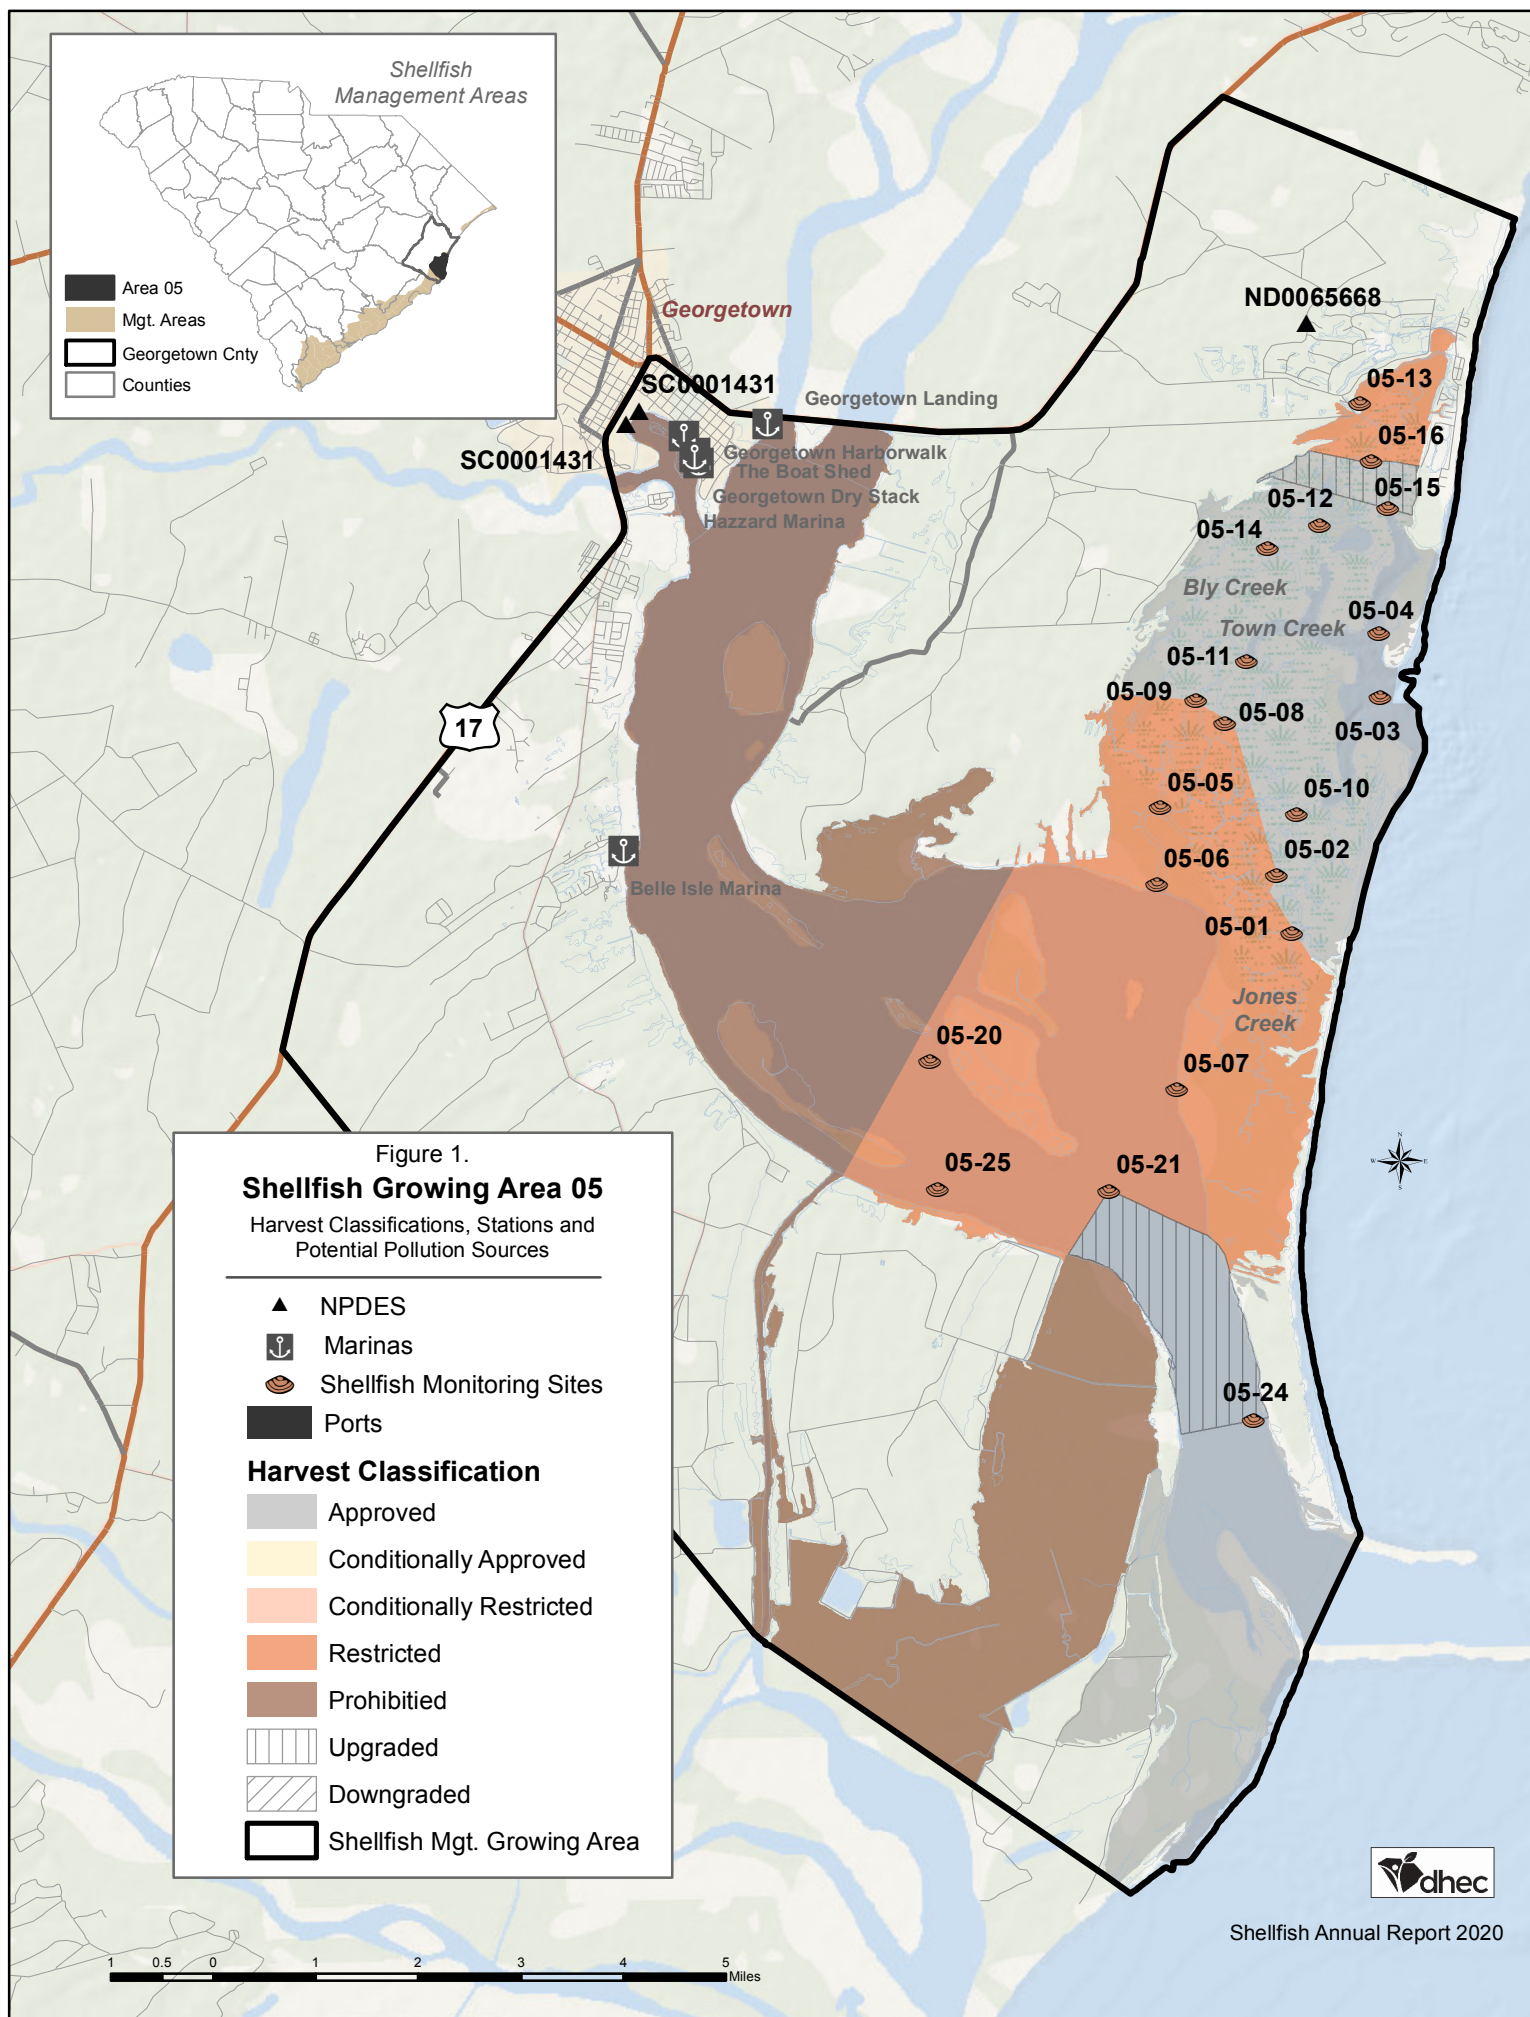 Shellfish
Management Areas
Area 05
Mgt. Areas
Georgetown Cnty
Counties
Georgetown
ND0065668
SC0001431
SC0001431
Georgetown Landing
Georgetown Harborwalk
The Boat Shed
Georgetown Dry Stack
Hazzard Marina
05-13
05-16
05-15
05-12
05-14
Bly Creek
Town Creek
05-04
05-11
05-09
05-08
05-03
17
05-05
05-10
05-06
05-02
Belle Isle Marina
05-01
Jones
Creek
05-20
05-07
05-25
05-21
05-24
N
W
E
S
Figure 1.
Shellfish Growing Area 05
Harvest Classifications, Stations and
Potential Pollution Sources
NPDES
Marinas
Shellfish Monitoring Sites
Ports
Harvest Classification
Approved
Conditionally Approved
Conditionally Restricted
Restricted
Prohibitied
Upgraded
Downgraded
Shellfish Mgt. Growing Area
dhec
Shellfish Annual Report 2020
1 0.5 0 1 2 3 4 5
Miles